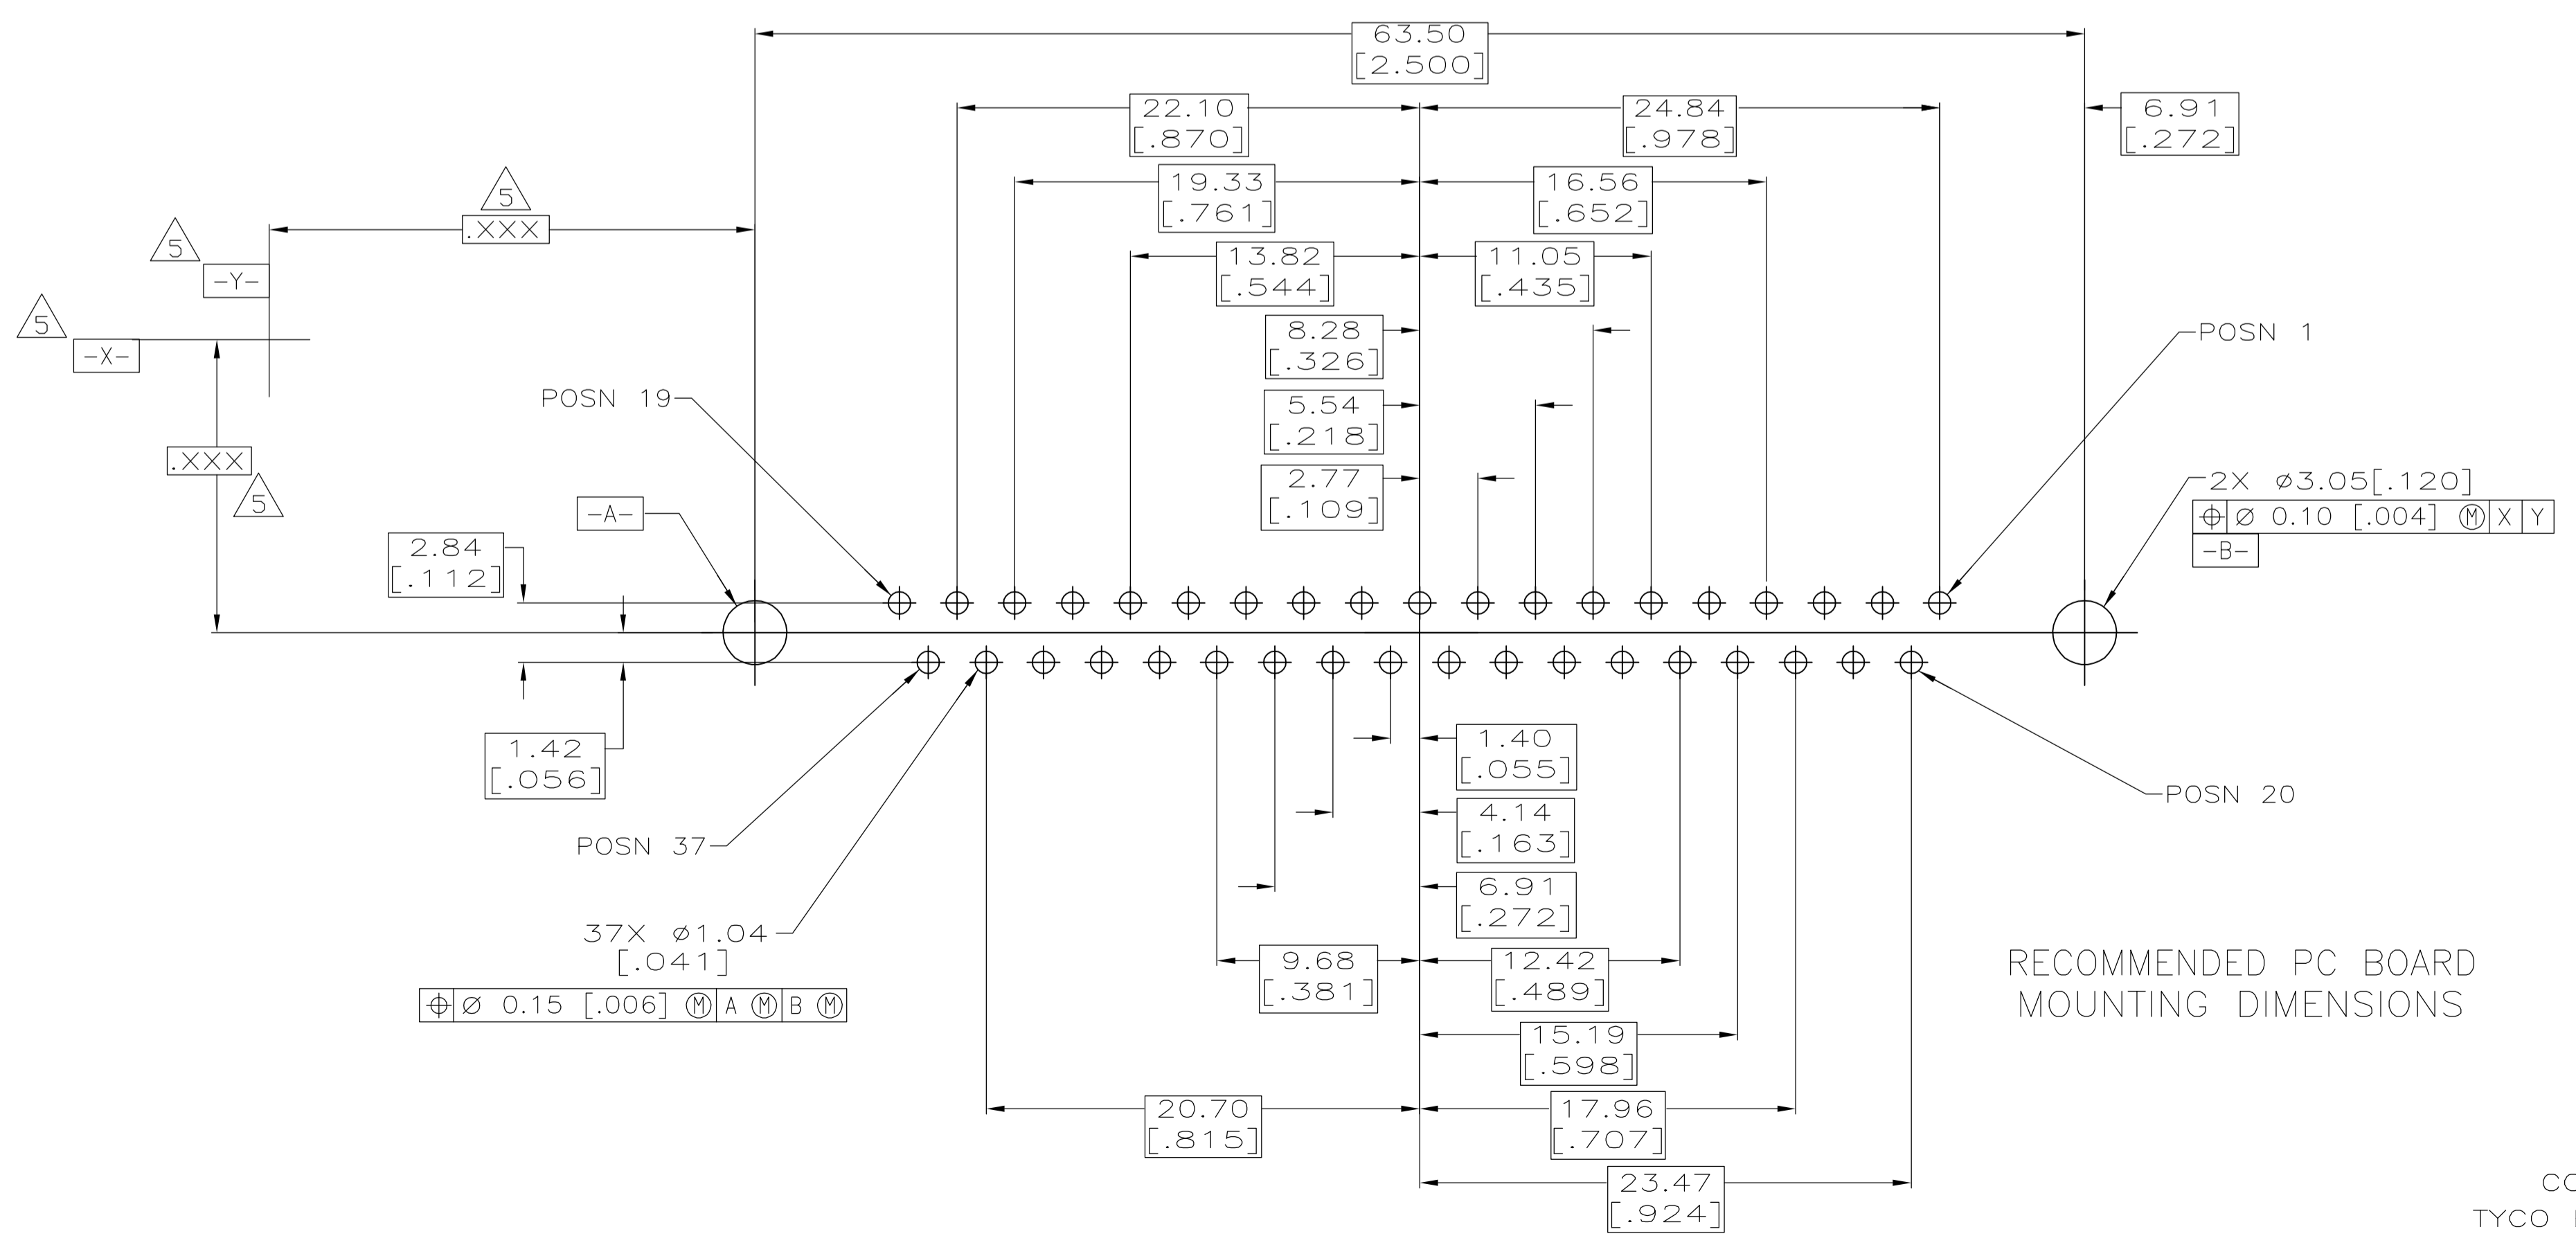 63.50
[2.500]
22.10
[.870]
24.84
[.978]
6.91
[.272]
19.33
[.761]
16.56
[.652]
5
.XXX
5
-Y-
13.82
[.544]
11.05
[.435]
5
-X-
8.28
[.326]
POSN 1
POSN 19
5.54
[.218]
.XXX
5
2.77
[.109]
2X ⌀3.05[.120]
⌖ ⌀ 0.10 [.004] Ⓜ X Y
-B-
-A-
2.84
[.112]
1.42
[.056]
1.40
[.055]
POSN 20
4.14
[.163]
POSN 37
6.91
[.272]
37X ⌀1.04
[.041]
⌖ ⌀ 0.15 [.006] Ⓜ A Ⓜ B Ⓜ
9.68
[.381]
12.42
[.489]
RECOMMENDED PC BOARD
MOUNTING DIMENSIONS
15.19
[.598]
20.70
[.815]
17.96
[.707]
23.47
[.924]
TYCO